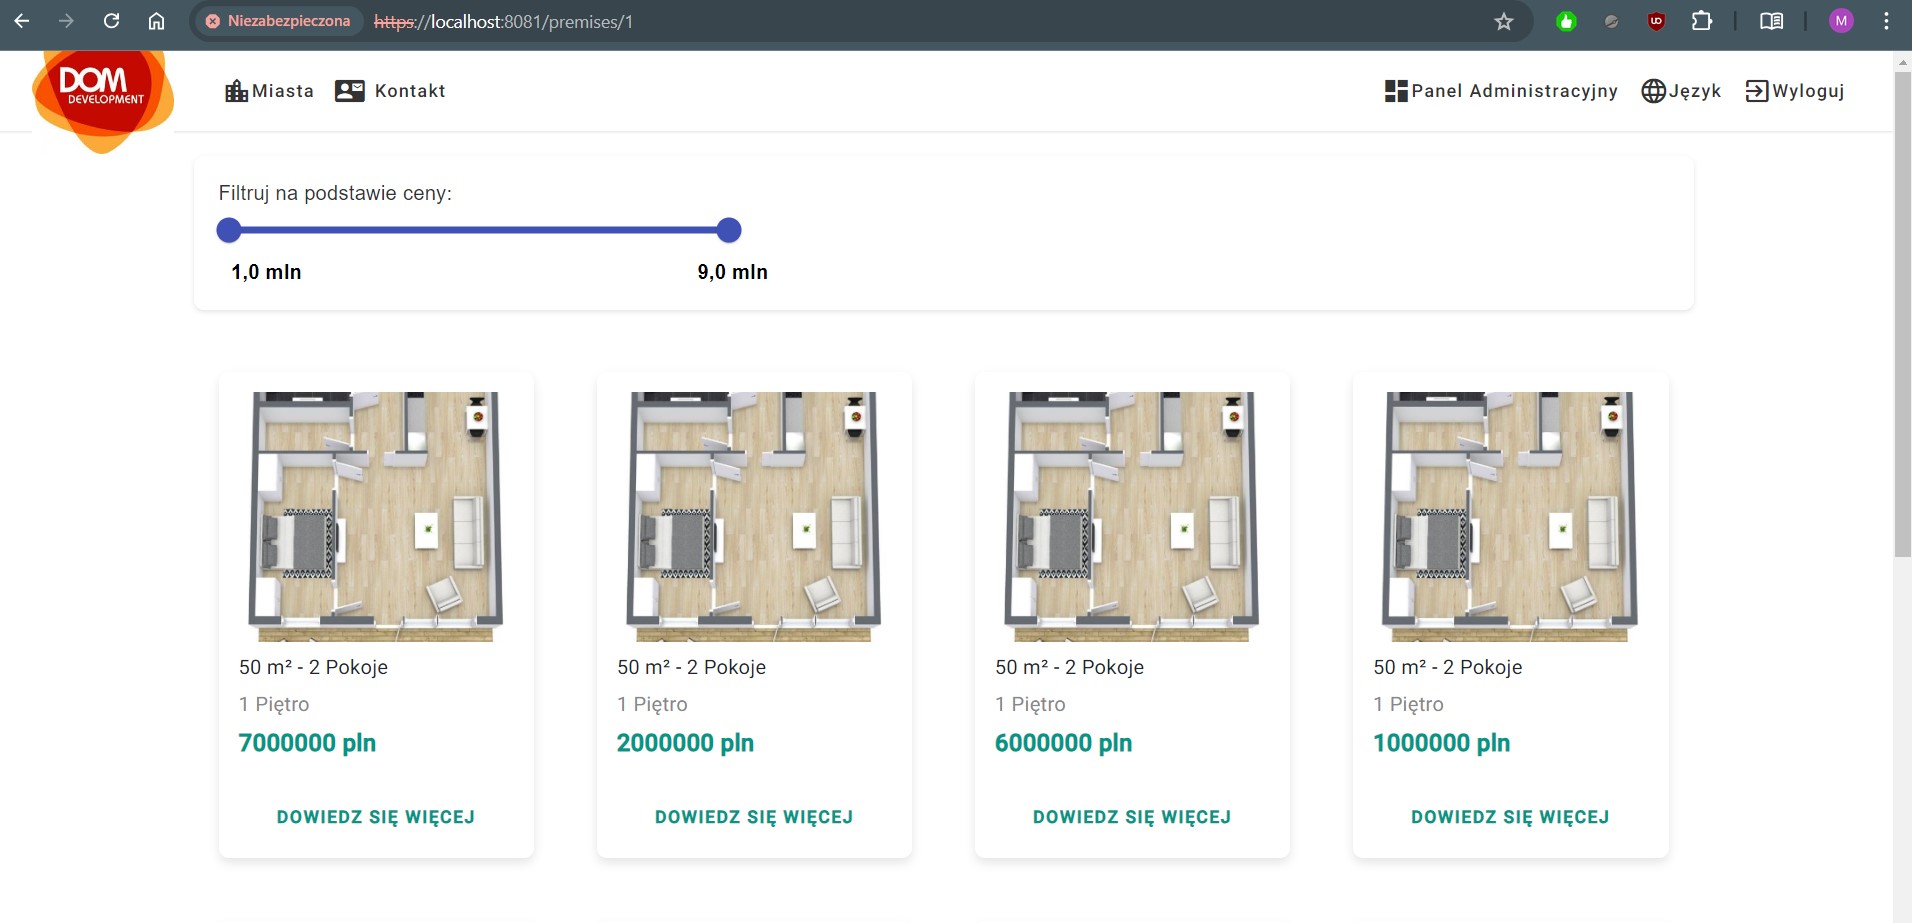 Niezabezpieczona https://localhost:8081/premises/1
M
DOM
DEVELOPMENT
Miasta Kontakt Panel Administracyjny Język Wyloguj
Filtruj na podstawie ceny:
1,0 mln 9,0 mln
50 m² - 2 Pokoje
1 Piętro
7000000 pln
DOWIEDZ SIĘ WIĘCEJ
50 m² - 2 Pokoje
1 Piętro
2000000 pln
DOWIEDZ SIĘ WIĘCEJ
50 m² - 2 Pokoje
1 Piętro
6000000 pln
DOWIEDZ SIĘ WIĘCEJ
50 m² - 2 Pokoje
1 Piętro
1000000 pln
DOWIEDZ SIĘ WIĘCEJ